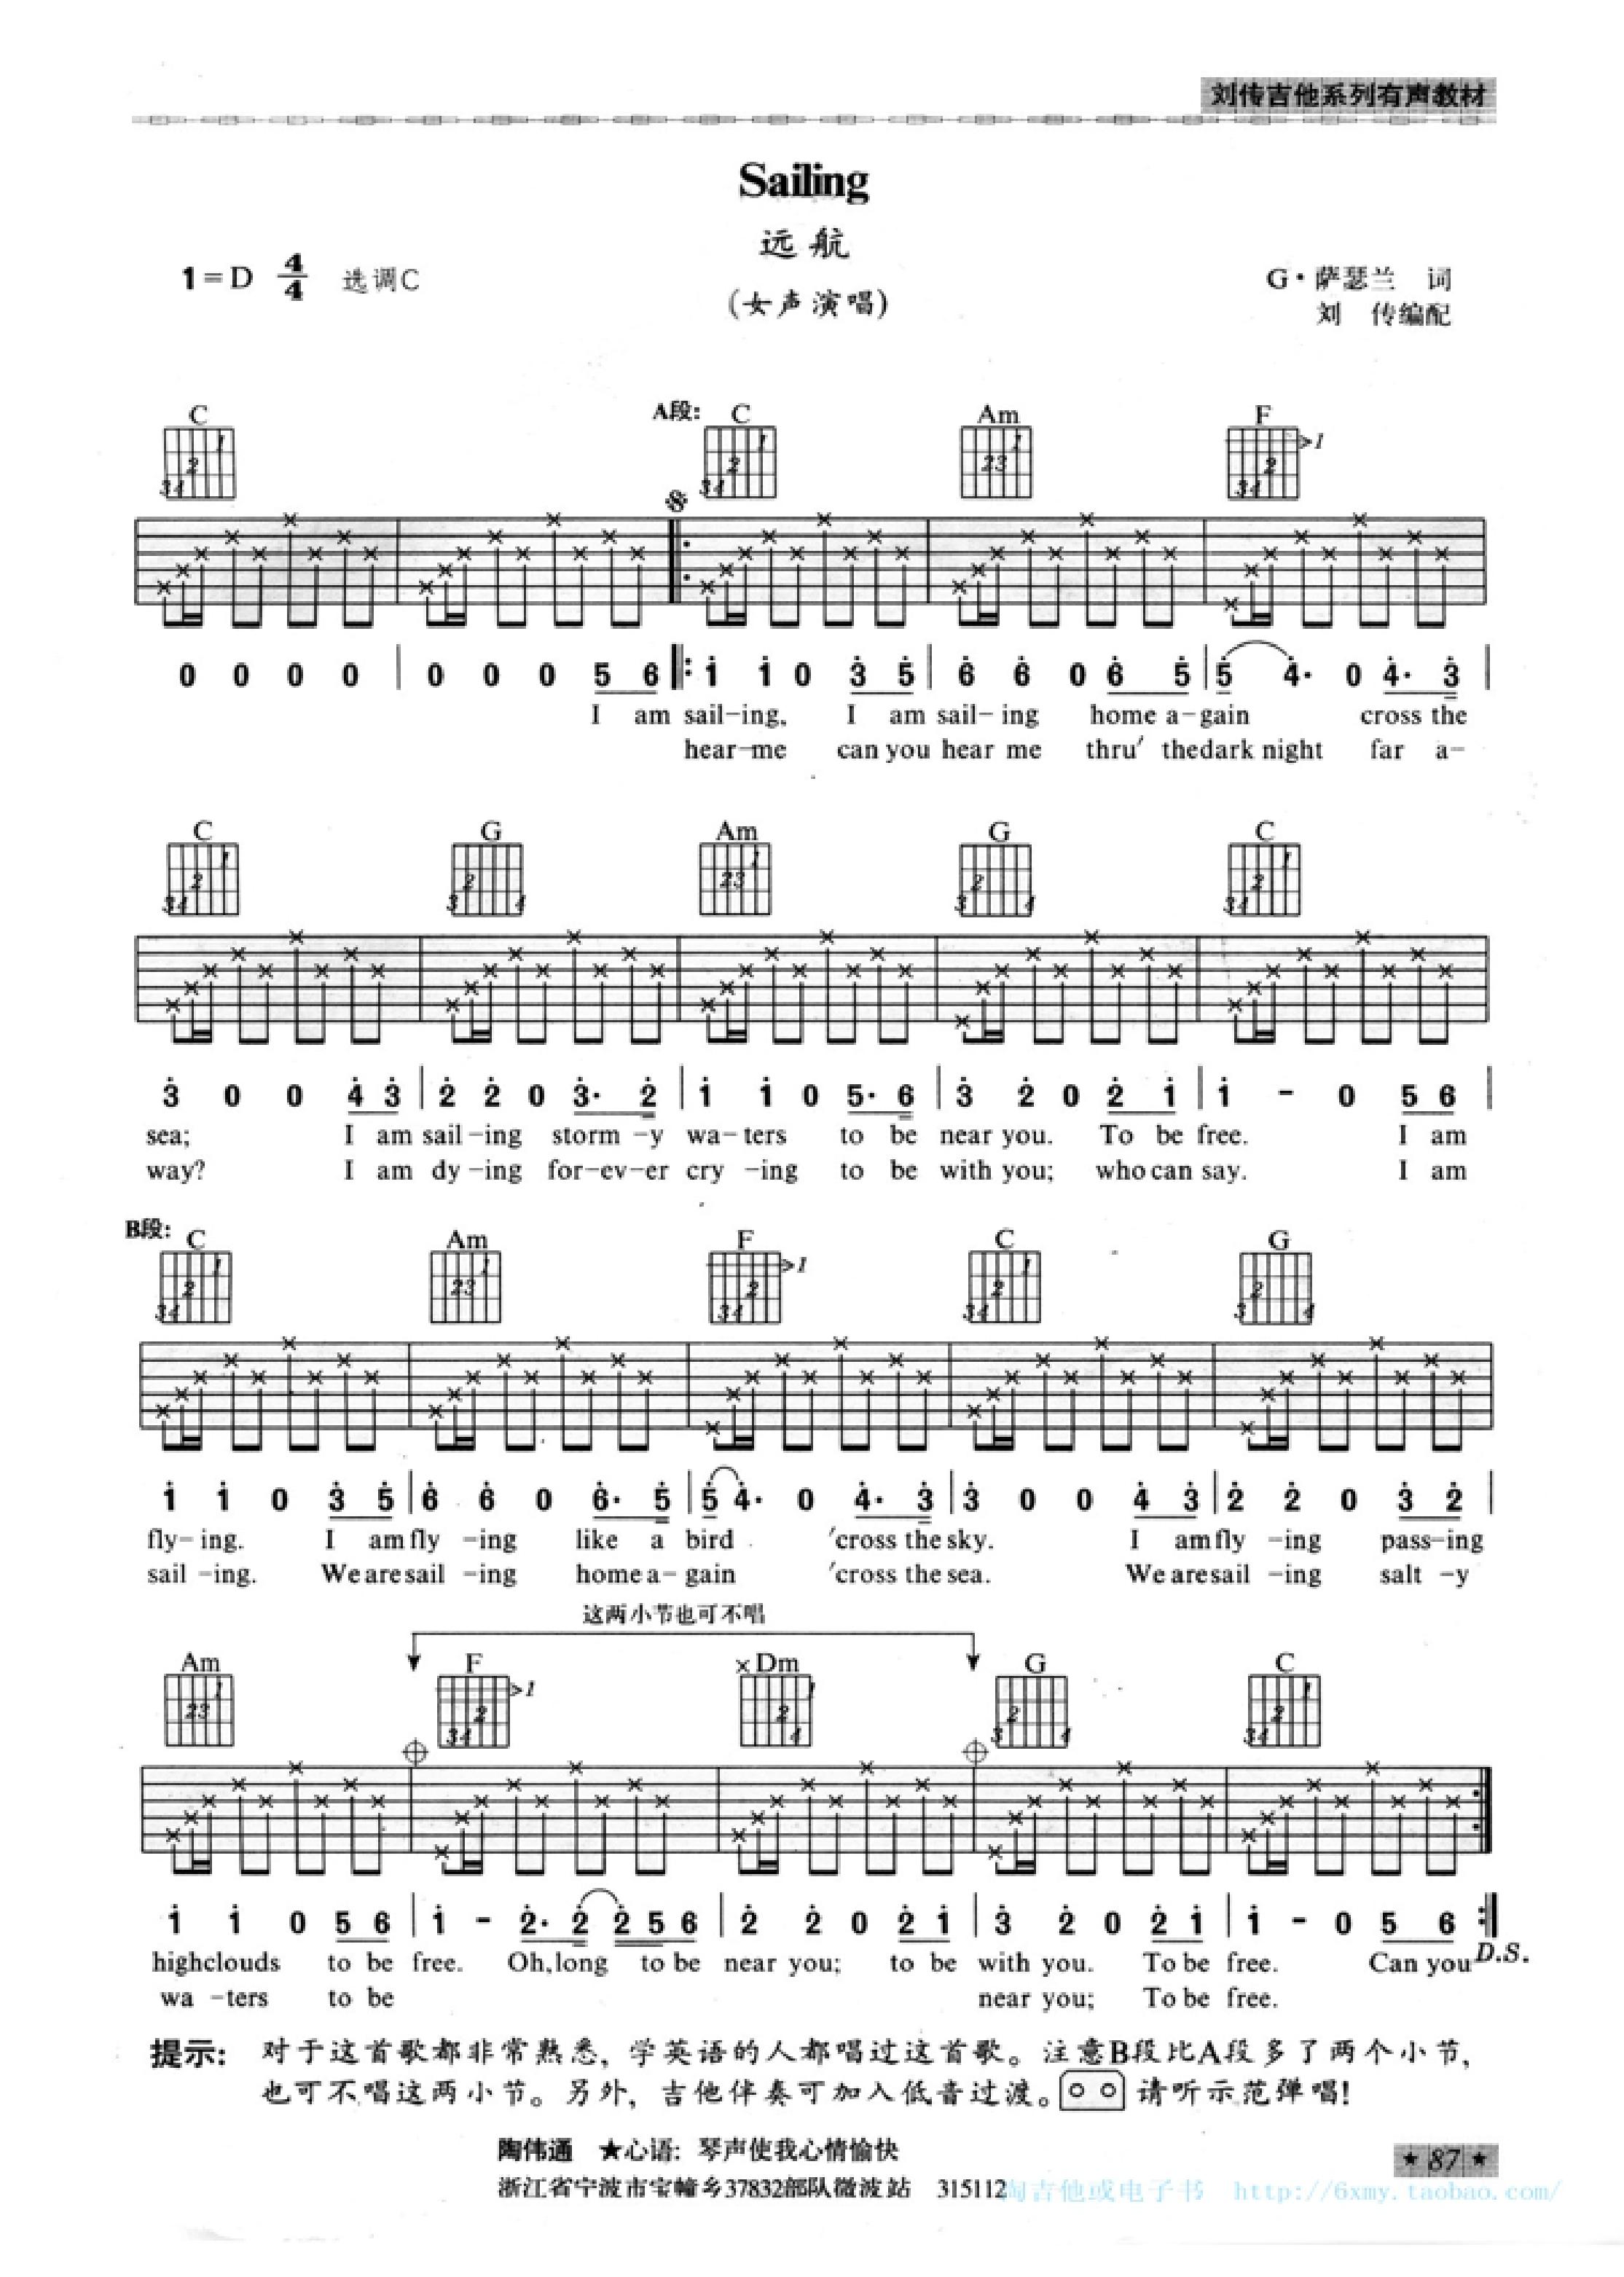 刘传吉他系列有声教材
Sailing
远航
(女声演唱)
1=D 4/4 选调C
G·萨瑟兰 词
刘 传编配
C A段: C Am F
0 0 0 0 | 0 0 0 5 6 |: 1 1 0 3 5 | 6 6 0 6 5 | 5 4· 0 4· 3 |
I am sail-ing, I am sail-ing home a-gain cross the
hear-me can you hear me thru' thedark night far a-
C G Am G C
3 0 0 4 3 | 2 2 0 3· 2 | 1 1 0 5· 6 | 3 2 0 2 1 | 1 - 0 5 6 |
sea; I am sail-ing storm-y wa-ters to be near you. To be free. I am
way? I am dy-ing for-ev-er cry-ing to be with you; who can say. I am
B段: C Am F C G
1 1 0 3 5 | 6 6 0 6· 5 | 5 4· 0 4· 3 | 3 0 0 4 3 | 2 2 0 3 2 |
fly-ing. I am fly-ing like a bird 'cross the sky. I am fly-ing pass-ing
sail-ing. We are sail-ing home a-gain 'cross the sea. We are sail-ing salt-y
这两小节也可不唱
Am F ×Dm G C
1 1 0 5 6 | 1 - 2· 2 2 5 6 | 2 2 0 2 1 | 3 2 0 2 1 | 1 - 0 5 6 :|
highclouds to be free. Oh,long to be near you; to be with you. To be free. Can you D.S.
wa-ters to be near you; To be free.
提示: 对于这首歌都非常熟悉, 学英语的人都唱过这首歌。注意B段比A段多了两个小节,
也可不唱这两小节。另外, 吉他伴奏可加入低音过渡。 请听示范弹唱!
陶伟通 ★心语: 琴声使我心情愉快
浙江省宁波市宝幢乡37832部队微波站 315112
★ 87 ★
淘吉他或电子书 http://6xmy.taobao.com/